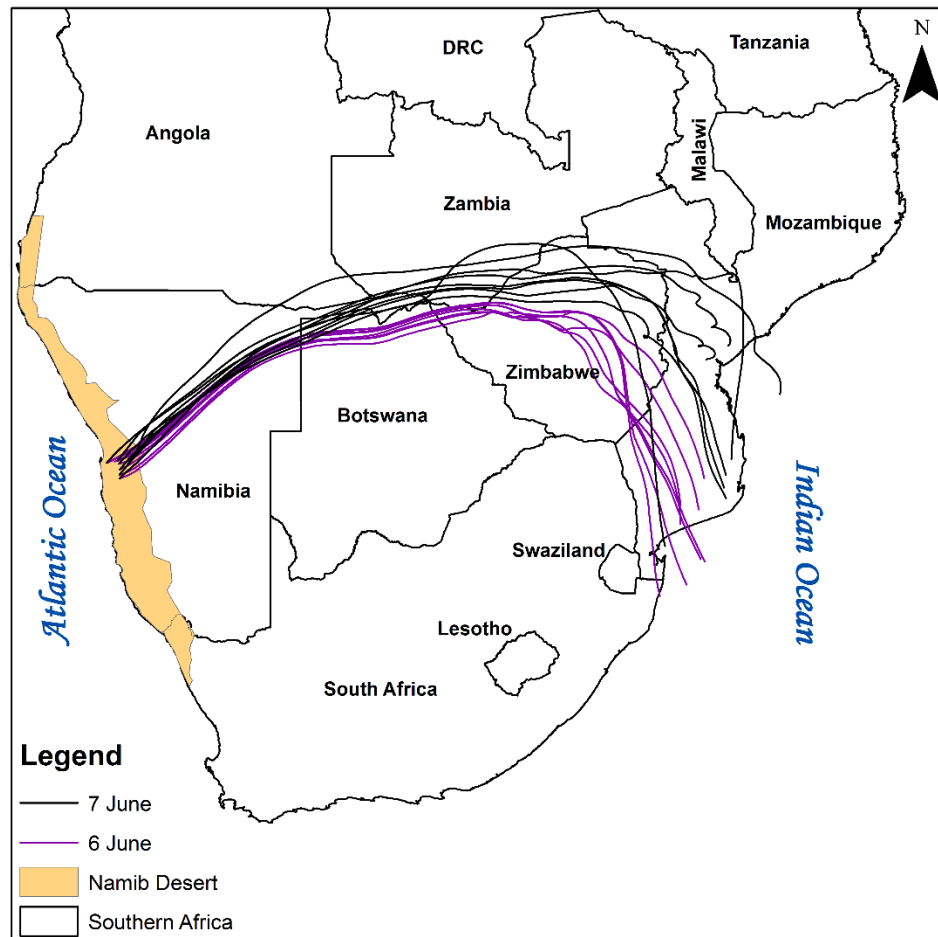 N
DRC
Tanzania
Angola
Malawi
Zambia
Mozambique
Zimbabwe
Botswana
Namibia
Atlantic Ocean
Indian Ocean
Swaziland
Lesotho
South Africa
Legend
7 June
6 June
Namib Desert
Southern Africa